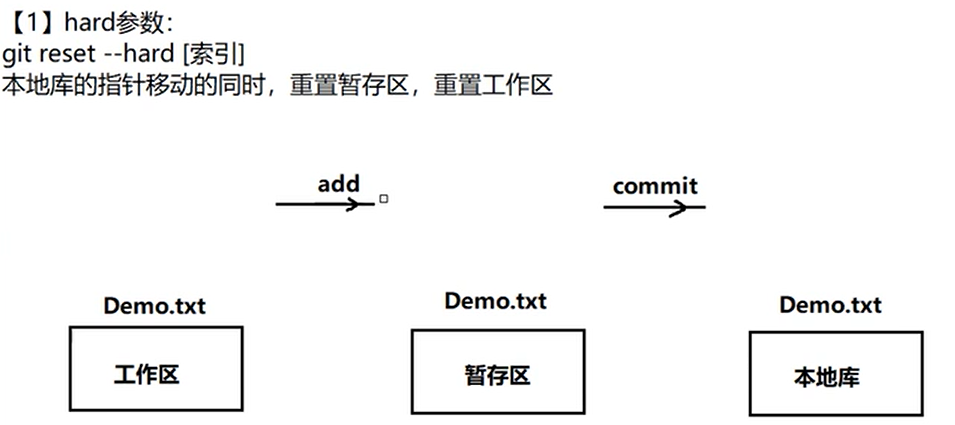 【1】hard参数：
git reset --hard [索引]
本地库的指针移动的同时，重置暂存区，重置工作区
add
commit
Demo.txt
Demo.txt
Demo.txt
工作区
暂存区
本地库